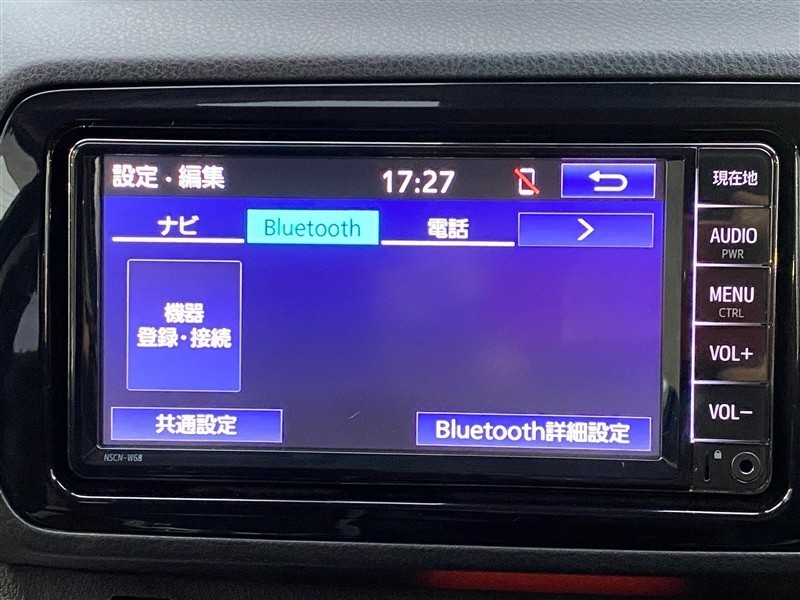 設定・編集 17:27
現在地
ナビ Bluetooth 電話 >
AUDIO
PWR
機器
登録・接続
MENU
CTRL
VOL+
共通設定 Bluetooth詳細設定
VOL-
NSCN-W68